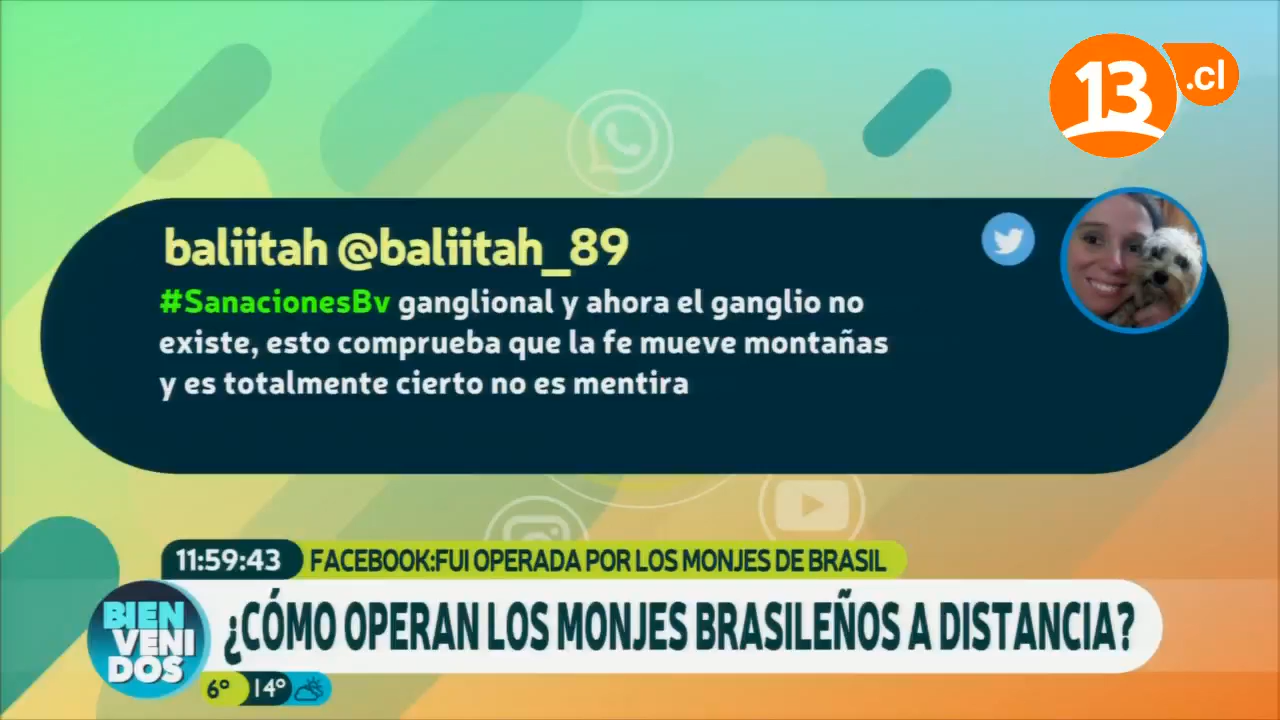 13.cl
baliitah @baliitah_89
#SanacionesBv ganglional y ahora el ganglio no
existe, esto comprueba que la fe mueve montañas
y es totalmente cierto no es mentira
11:59:43 FACEBOOK:FUI OPERADA POR LOS MONJES DE BRASIL
BIEN
VENI
DOS
¿CÓMO OPERAN LOS MONJES BRASILEÑOS A DISTANCIA?
6° 14°